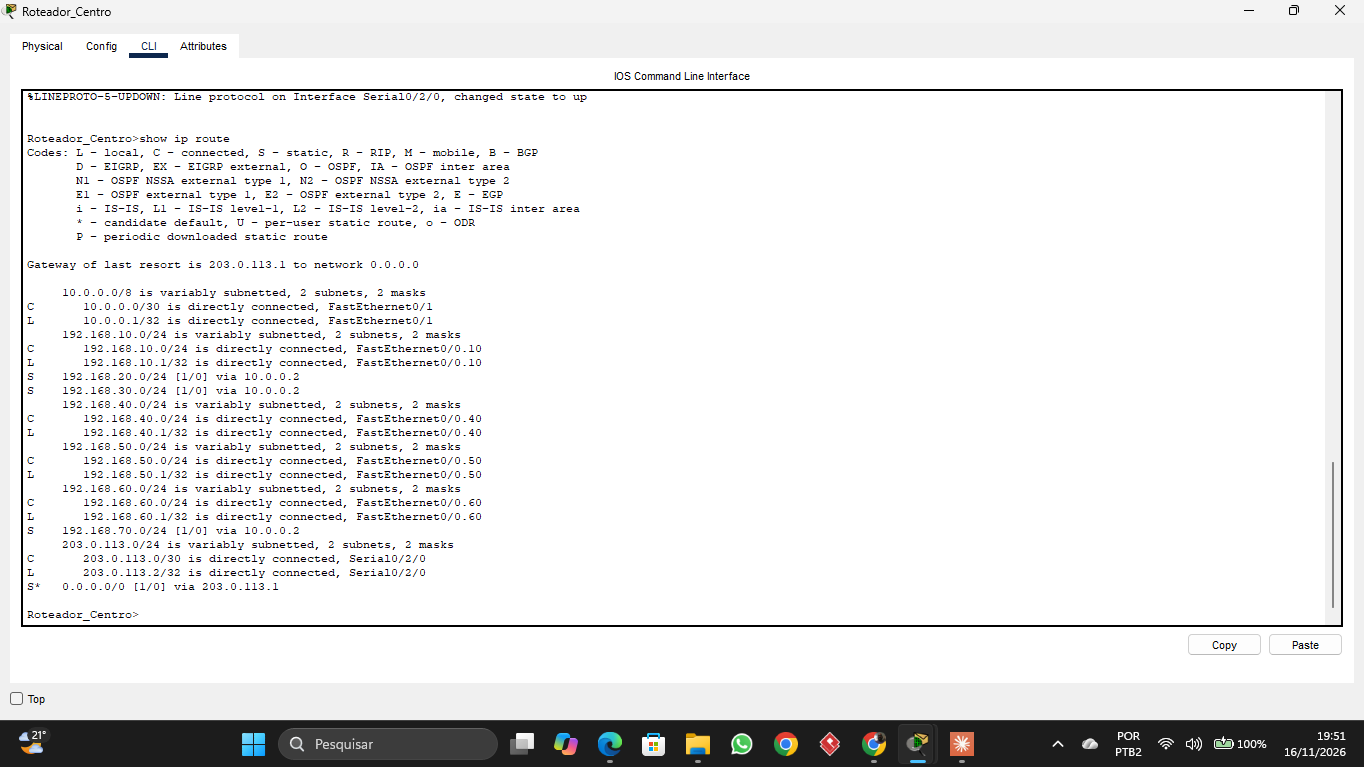 Roteador_Centro
Physical Config CLI Attributes
IOS Command Line Interface
%LINEPROTO-5-UPDOWN: Line protocol on Interface Serial0/2/0, changed state to up
Roteador_Centro>show ip route
Codes: L - local, C - connected, S - static, R - RIP, M - mobile, B - BGP
D - EIGRP, EX - EIGRP external, O - OSPF, IA - OSPF inter area
N1 - OSPF NSSA external type 1, N2 - OSPF NSSA external type 2
E1 - OSPF external type 1, E2 - OSPF external type 2, E - EGP
i - IS-IS, L1 - IS-IS level-1, L2 - IS-IS level-2, ia - IS-IS inter area
* - candidate default, U - per-user static route, o - ODR
P - periodic downloaded static route
Gateway of last resort is 203.0.113.1 to network 0.0.0.0
10.0.0.0/8 is variably subnetted, 2 subnets, 2 masks
C 10.0.0.0/30 is directly connected, FastEthernet0/1
L 10.0.0.1/32 is directly connected, FastEthernet0/1
192.168.10.0/24 is variably subnetted, 2 subnets, 2 masks
C 192.168.10.0/24 is directly connected, FastEthernet0/0.10
L 192.168.10.1/32 is directly connected, FastEthernet0/0.10
S 192.168.20.0/24 [1/0] via 10.0.0.2
S 192.168.30.0/24 [1/0] via 10.0.0.2
192.168.40.0/24 is variably subnetted, 2 subnets, 2 masks
C 192.168.40.0/24 is directly connected, FastEthernet0/0.40
L 192.168.40.1/32 is directly connected, FastEthernet0/0.40
192.168.50.0/24 is variably subnetted, 2 subnets, 2 masks
C 192.168.50.0/24 is directly connected, FastEthernet0/0.50
L 192.168.50.1/32 is directly connected, FastEthernet0/0.50
192.168.60.0/24 is variably subnetted, 2 subnets, 2 masks
C 192.168.60.0/24 is directly connected, FastEthernet0/0.60
L 192.168.60.1/32 is directly connected, FastEthernet0/0.60
S 192.168.70.0/24 [1/0] via 10.0.0.2
203.0.113.0/24 is variably subnetted, 2 subnets, 2 masks
C 203.0.113.0/30 is directly connected, Serial0/2/0
L 203.0.113.2/32 is directly connected, Serial0/2/0
S* 0.0.0.0/0 [1/0] via 203.0.113.1
Roteador_Centro>
Copy Paste
Top
21°
Pesquisar
POR
PTB2
100%
19:51
16/11/2026